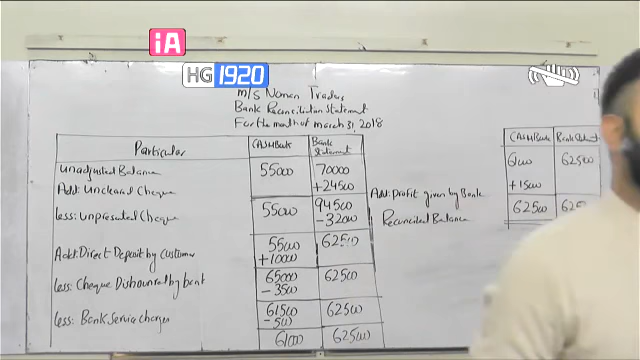 iA
HG 1920
M/S Noman Traders
Bank Reconciliation Statement
For the month of March 31, 2018
Particular CASH Book Bank Statement
Unadjusted Balance 55000 70000
Add: Uncleared Cheque +24500
55000 94500
Less: Unpresented Cheque -32000
55000 62500
Add: Direct Deposit by Customer +10000
65000 62500
Less: Cheque Dishonored by bank -3500
61500 62500
Less: Bank Service Charges -500
61000 62500
CASH Book Bank Statement
61000 62500
Add: Profit given by Bank +1500
Reconciled Balance 62500